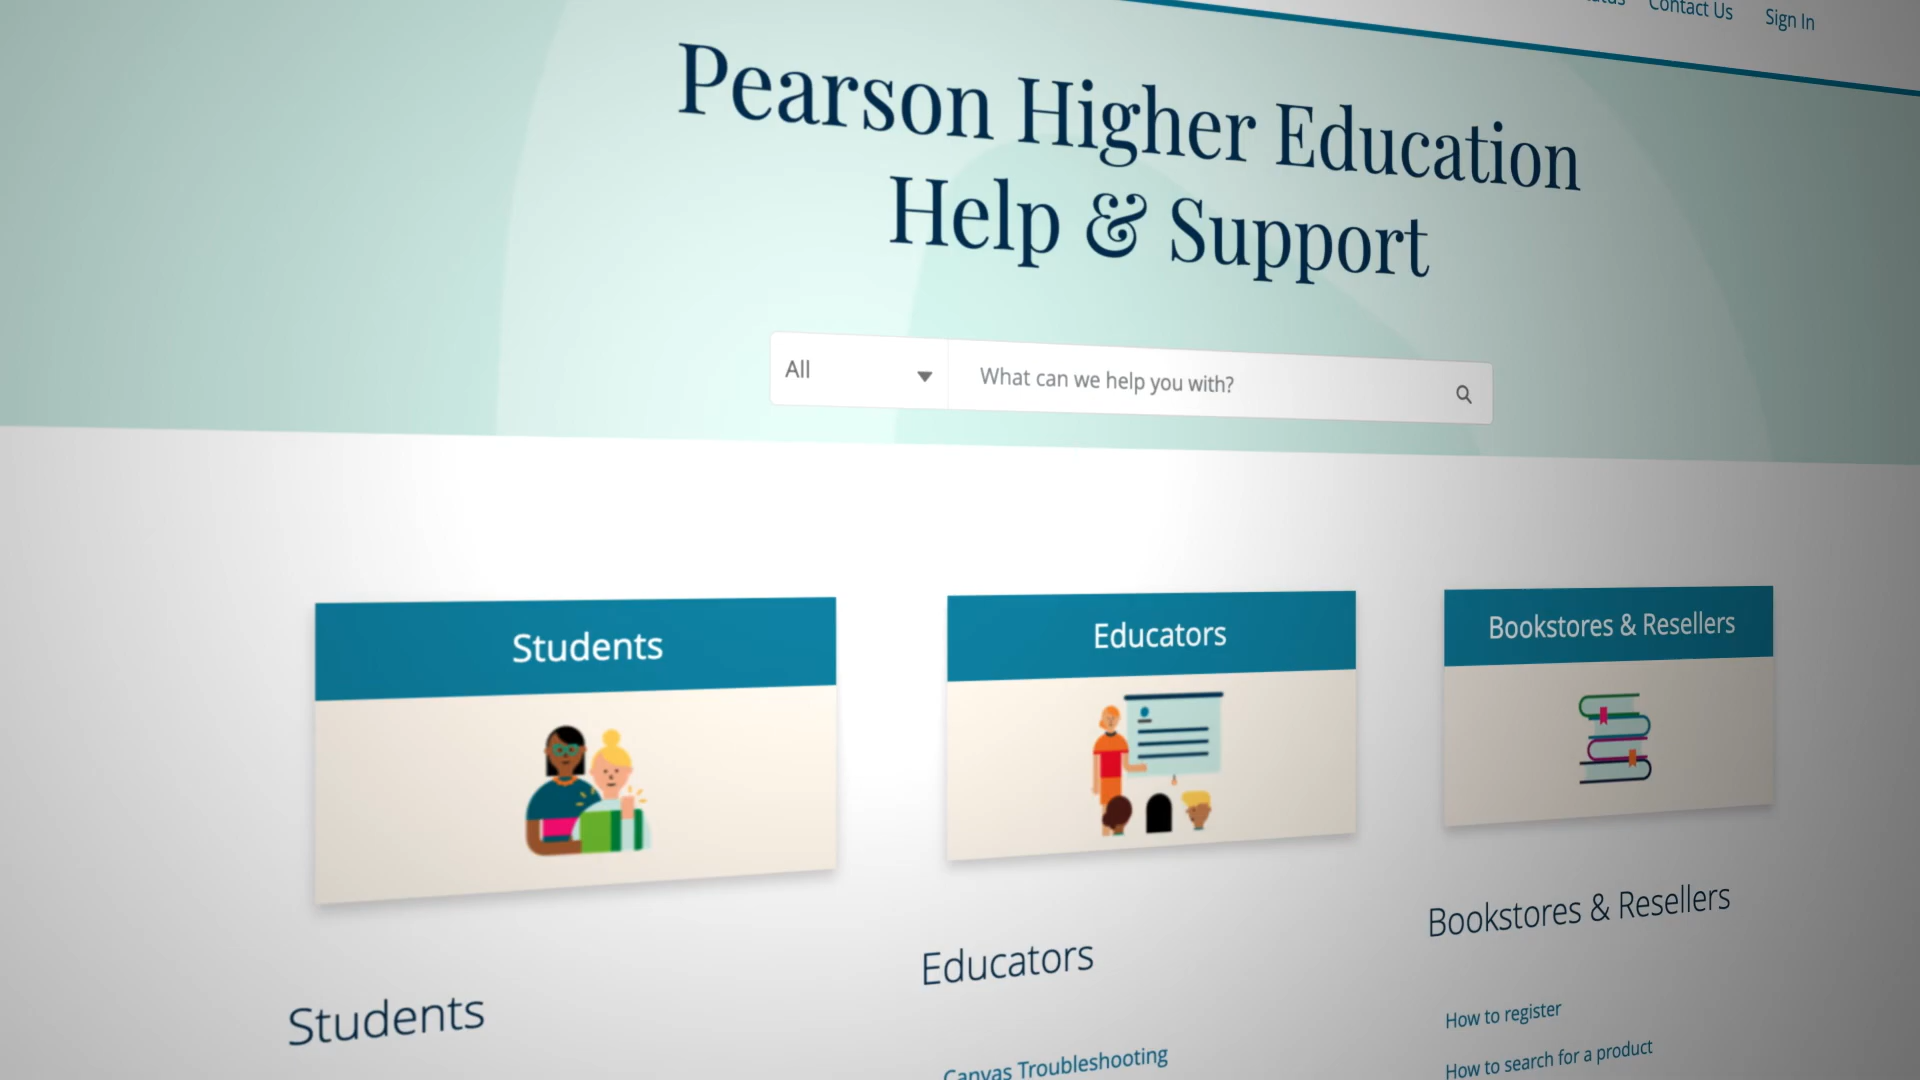 Contact Us
Sign In
Pearson Higher Education
Help & Support
All
What can we help you with?
Students
Educators
Bookstores & Resellers
Students
Educators
Canvas Troubleshooting
Bookstores & Resellers
How to register
How to search for a product